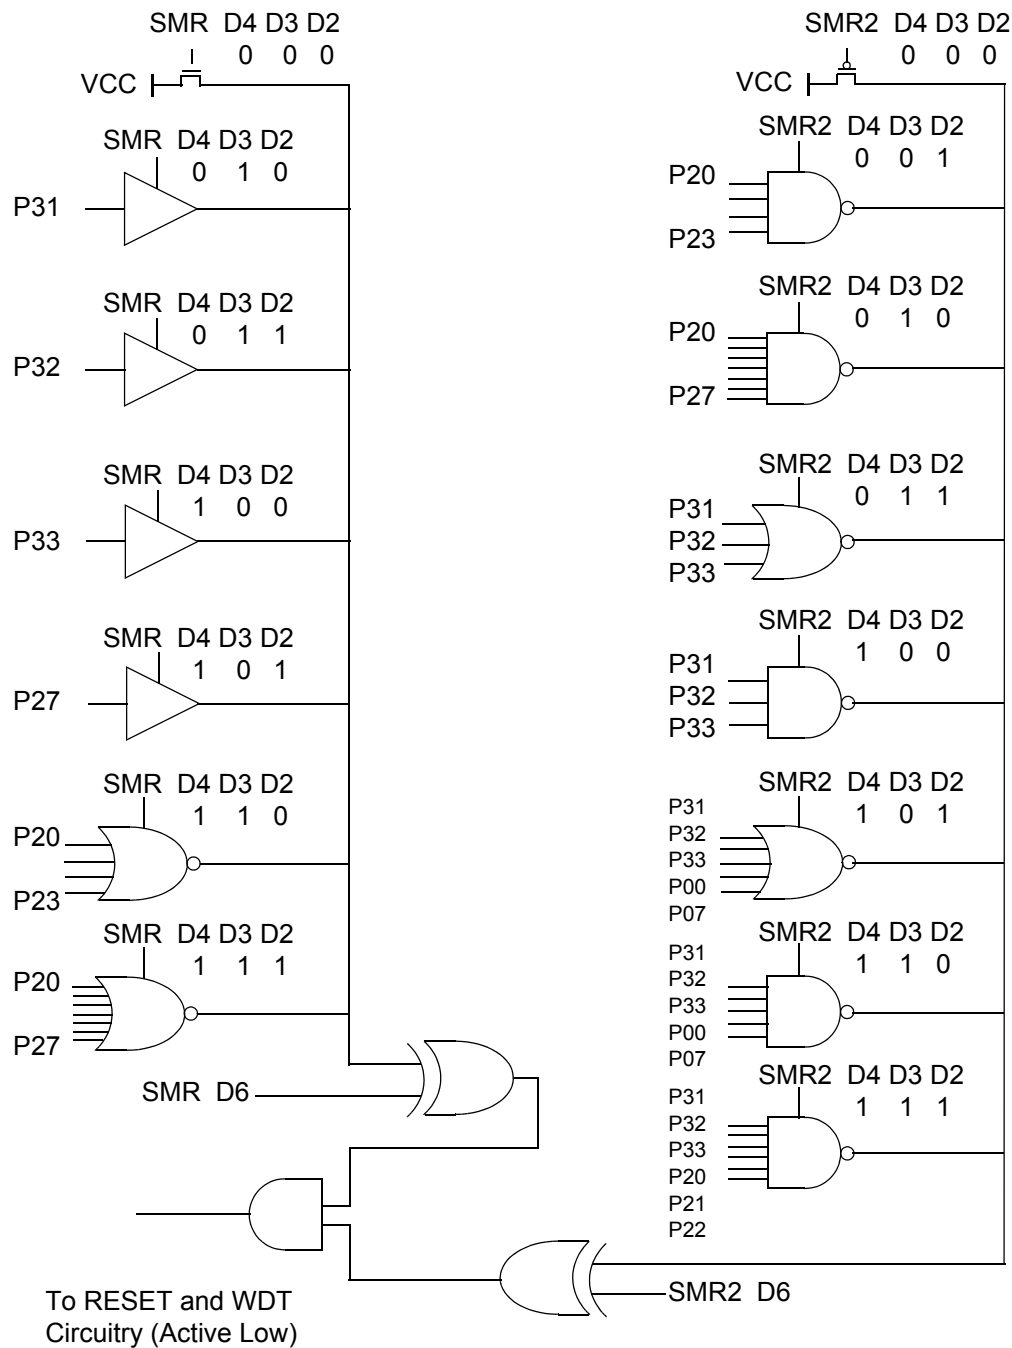 SMR D4 D3 D2
0 0 0
VCC
SMR D4 D3 D2
0 1 0
P31
SMR D4 D3 D2
0 1 1
P32
SMR D4 D3 D2
1 0 0
P33
SMR D4 D3 D2
1 0 1
P27
SMR D4 D3 D2
1 1 0
P20
P23
SMR D4 D3 D2
1 1 1
P20
P27
SMR D6
To RESET and WDT
Circuitry (Active Low)
SMR2 D4 D3 D2
0 0 0
VCC
SMR2 D4 D3 D2
0 0 1
P20
P23
SMR2 D4 D3 D2
0 1 0
P20
P27
SMR2 D4 D3 D2
0 1 1
P31
P32
P33
SMR2 D4 D3 D2
1 0 0
P31
P32
P33
SMR2 D4 D3 D2
1 0 1
P31
P32
P33
P00
P07
SMR2 D4 D3 D2
1 1 0
P31
P32
P33
P00
P07
SMR2 D4 D3 D2
1 1 1
P31
P32
P33
P20
P21
P22
SMR2 D6